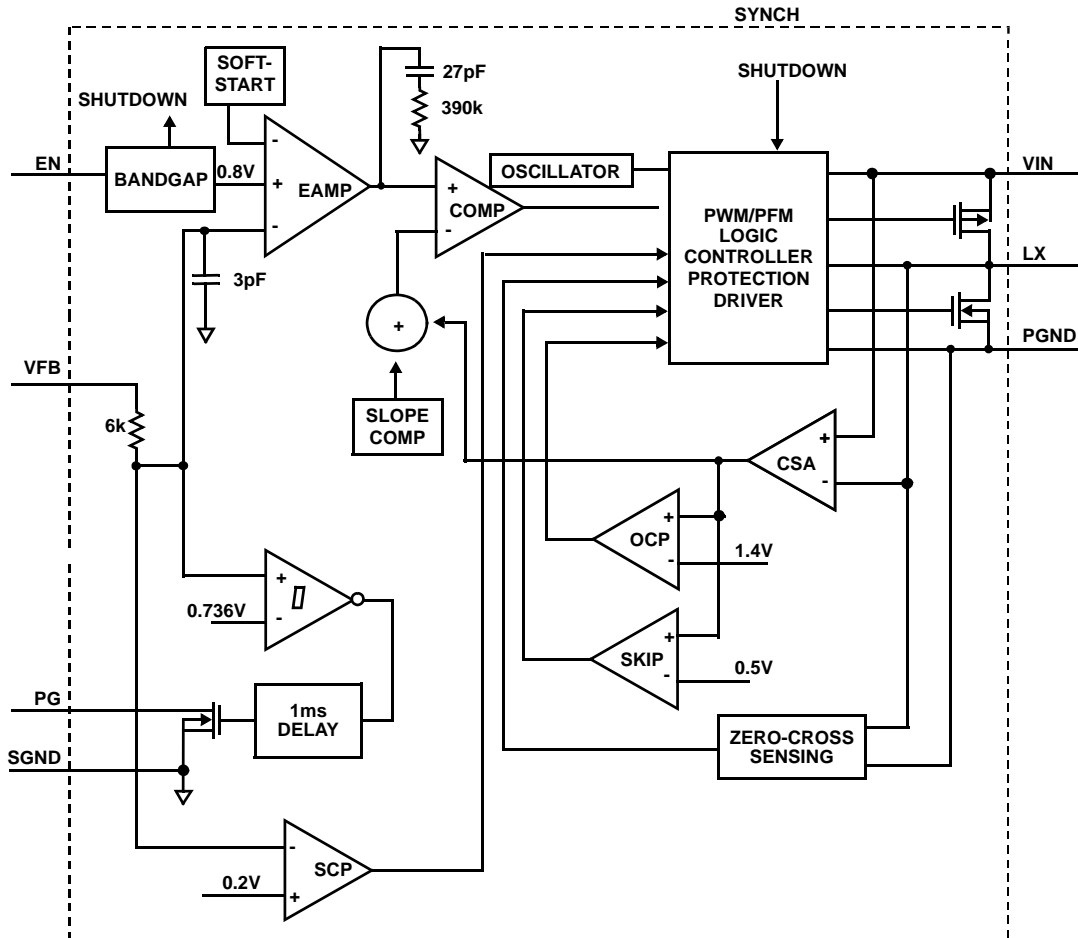 SYNCH
SOFT-
START
27pF
390k
SHUTDOWN
SHUTDOWN
EN
BANDGAP
0.8V
-
+
-
EAMP
+
-
COMP
OSCILLATOR
PWM/PFM
LOGIC
CONTROLLER
PROTECTION
DRIVER
VIN
LX
PGND
3pF
+
VFB
6k
SLOPE
COMP
+
-
CSA
+
-
OCP
1.4V
+
-
0.736V
+
-
SKIP
0.5V
PG
1ms
DELAY
SGND
ZERO-CROSS
SENSING
-
+
SCP
0.2V